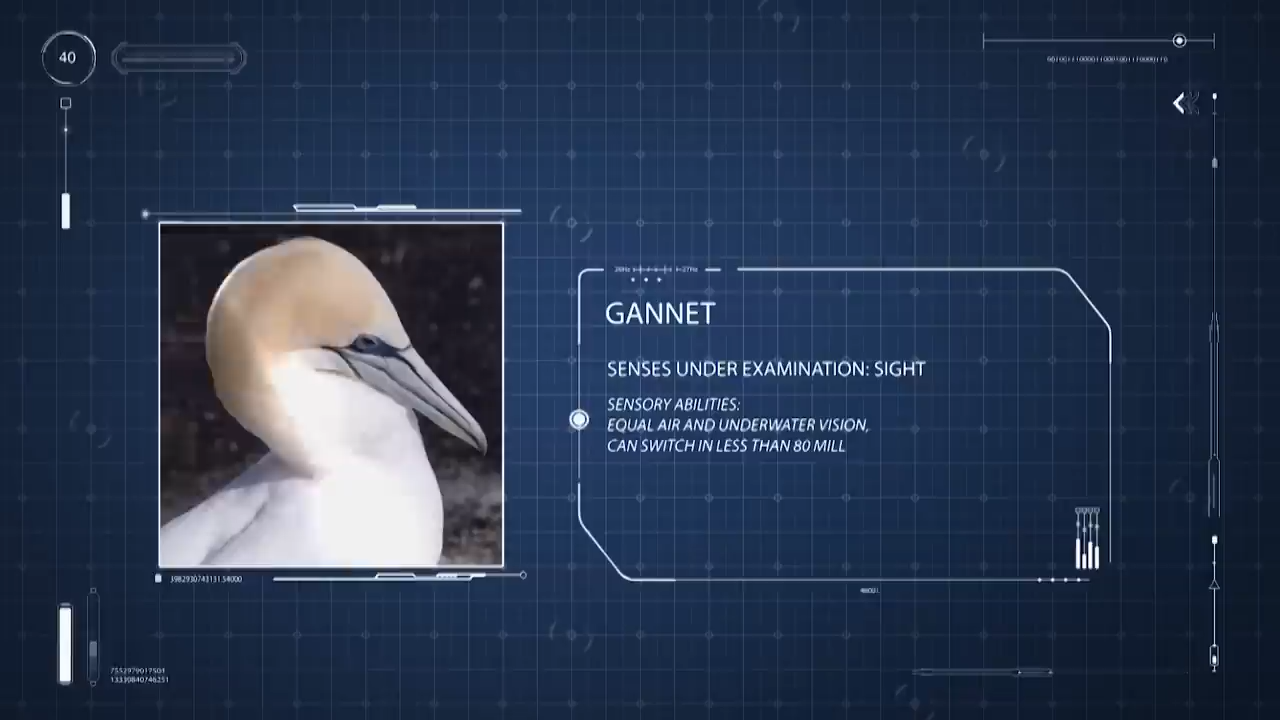 40
GANNET
SENSES UNDER EXAMINATION: SIGHT
SENSORY ABILITIES:
EQUAL AIR AND UNDERWATER VISION,
CAN SWITCH IN LESS THAN 80 MILL